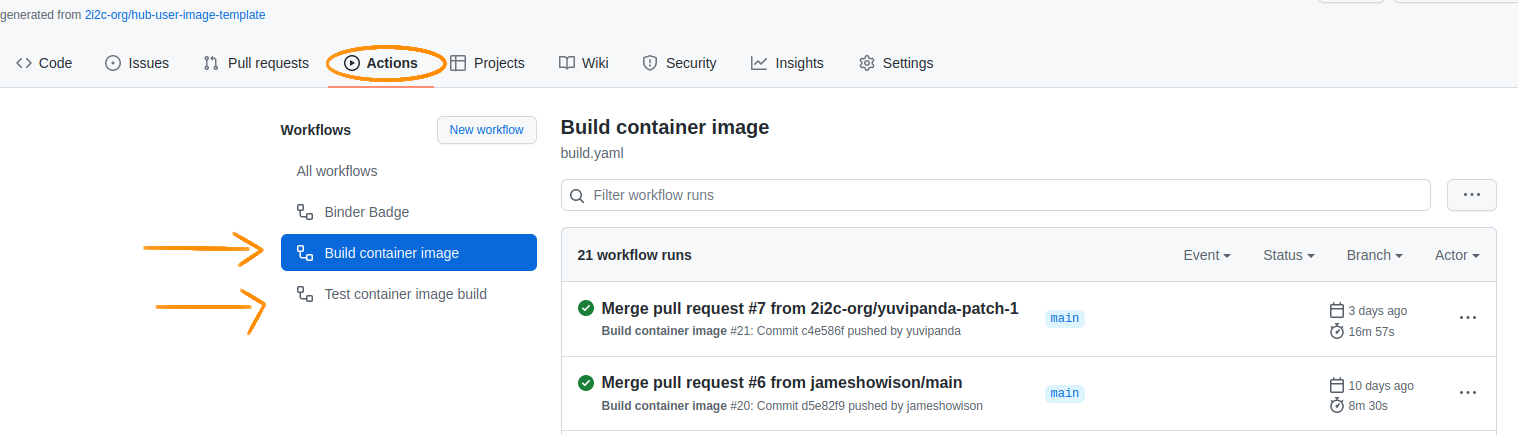 generated from 2i2c-org/hub-user-image-template
Code Issues Pull requests Actions Projects Wiki Security Insights Settings
Workflows New workflow
All workflows
Binder Badge
Build container image
Test container image build
Build container image
build.yaml
Filter workflow runs
21 workflow runs Event Status Branch Actor
Merge pull request #7 from 2i2c-org/yuvipanda-patch-1 main 3 days ago
Build container image #21: Commit c4e586f pushed by yuvipanda 16m 57s
Merge pull request #6 from jameshowison/main main 10 days ago
Build container image #20: Commit d5e82f9 pushed by jameshowison 8m 30s